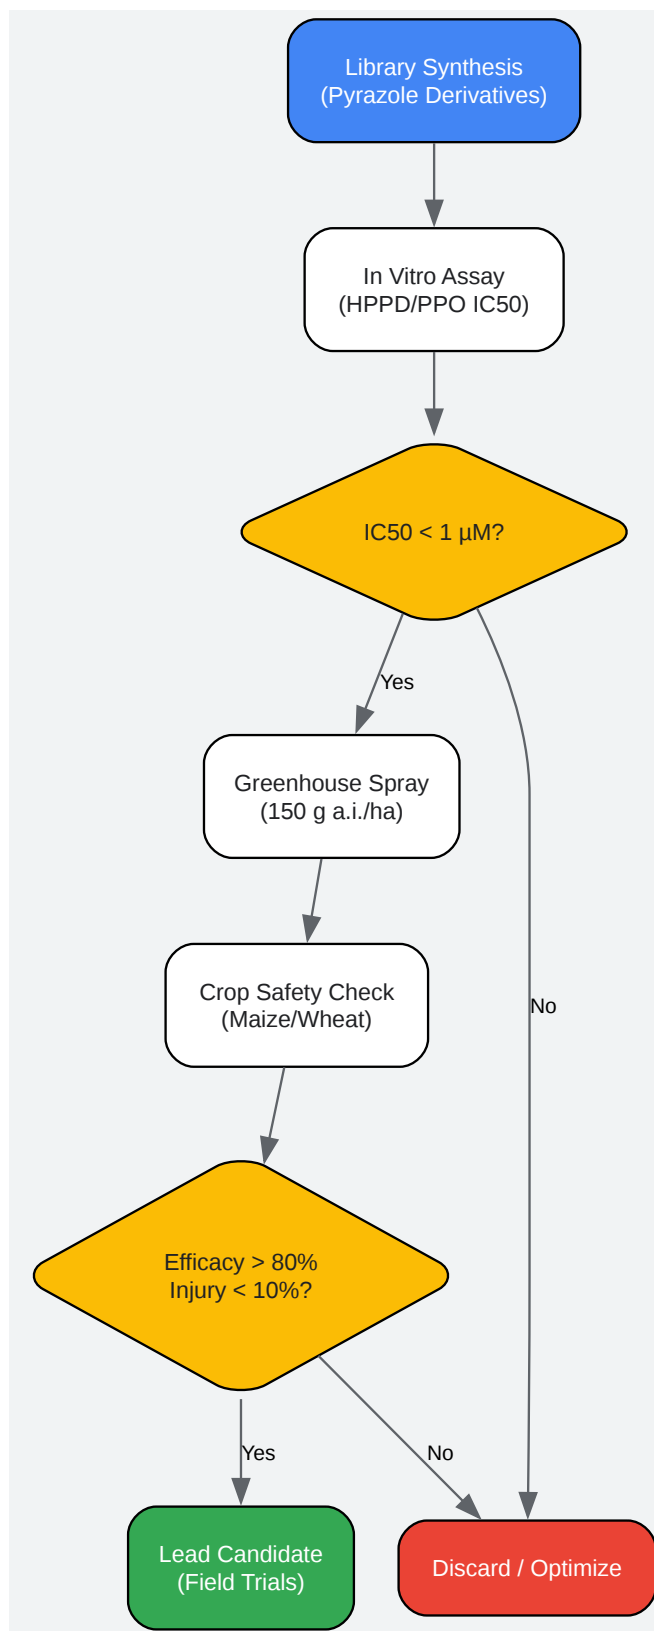 Library Synthesis
(Pyrazole Derivatives)
In Vitro Assay
(HPPD/PPO IC50)
IC50 < 1 µM?
Yes
Greenhouse Spray
(150 g a.i./ha)
Crop Safety Check
(Maize/Wheat)
No
Efficacy > 80%
Injury < 10%?
Yes
No
Lead Candidate
(Field Trials)
Discard / Optimize